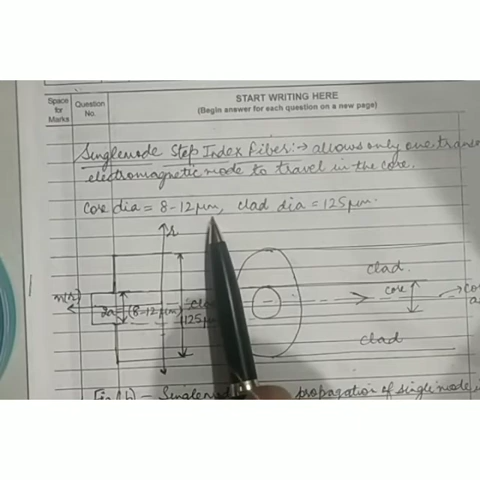 Space for Marks
Question No.
START WRITING HERE
(Begin answer for each question on a new page)
Singlemode Step Index Fiber:→ allows only one
electromagnetic mode to travel in the core.
Core dia = 8-12µm, clad dia = 125µm.
r
n(r)
2a = (8-12µm)
125µ
clad.
core
clad
Fig (b) – propagation of single mode